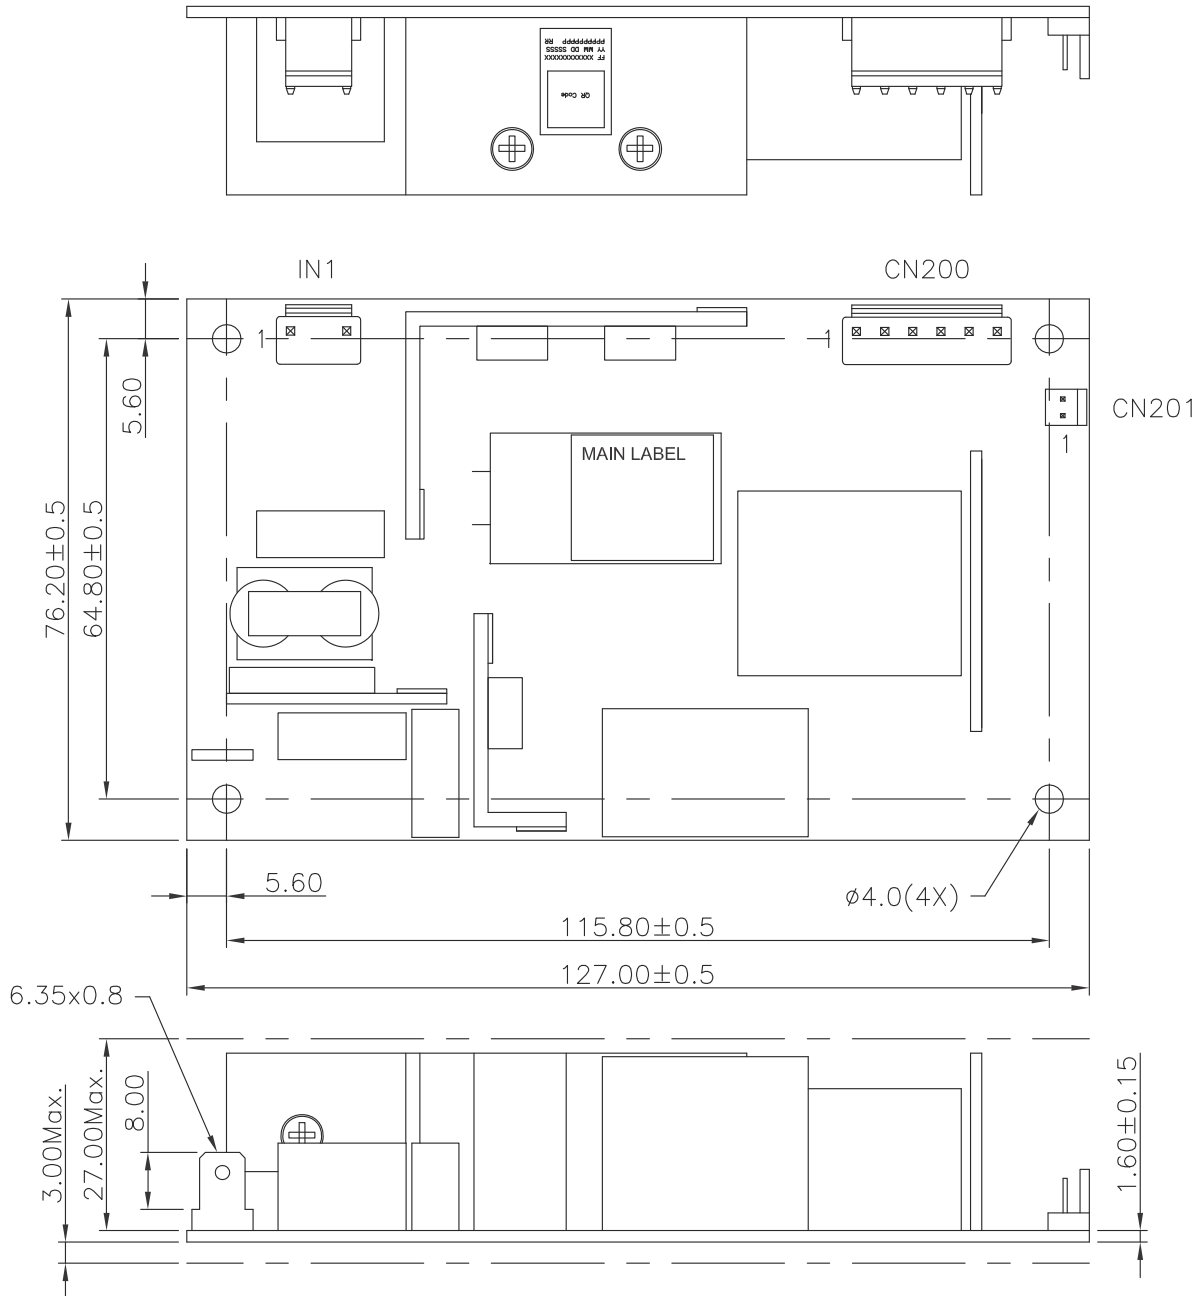 FF XXXXXXXXXXXXX
YY MM DD SSSSS
PPPPPPPPP RR
QR Code
IN1
CN200
1
1
CN201
1
MAIN LABEL
5.60
76.20±0.5
64.80±0.5
5.60
ø4.0(4X)
115.80±0.5
127.00±0.5
6.35x0.8
3.00Max.
27.00Max.
8.00
1.60±0.15